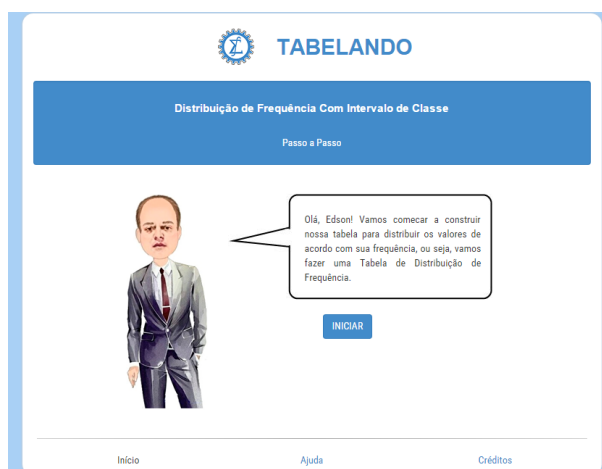 TABELANDO
Distribuição de Frequência Com Intervalo de Classe
Passo a Passo
Olá, Edson! Vamos comecar a construir
nossa tabela para distribuir os valores de
acordo com sua frequência, ou seja, vamos
fazer uma Tabela de Distribuição de
Frequência.
INICIAR
Início Ajuda Créditos